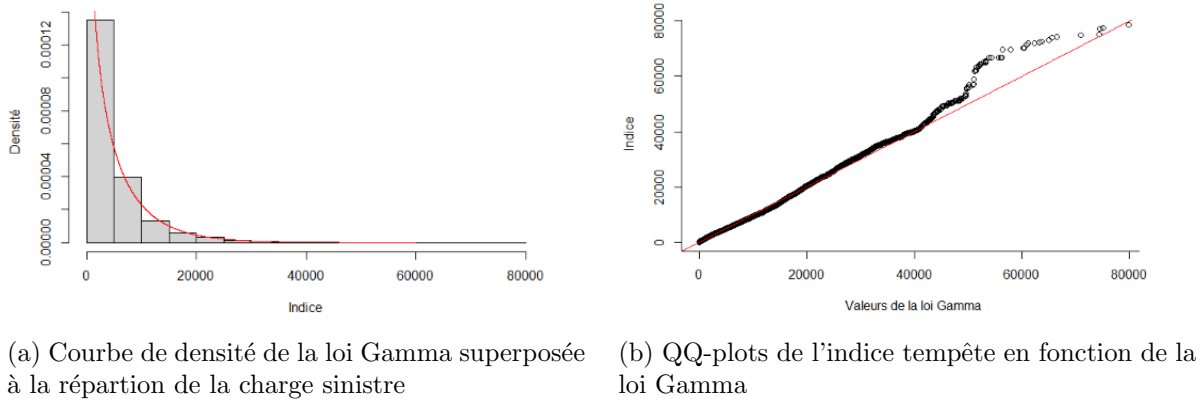 Densité
0.00000
0.00004
0.00008
0.00012
0
20000
40000
60000
80000
Indice
Indice
0
20000
40000
60000
80000
0
20000
40000
60000
80000
Valeurs de la loi Gamma
(a) Courbe de densité de la loi Gamma superposée
à la répartion de la charge sinistre
(b) QQ-plots de l'indice tempête en fonction de la
loi Gamma